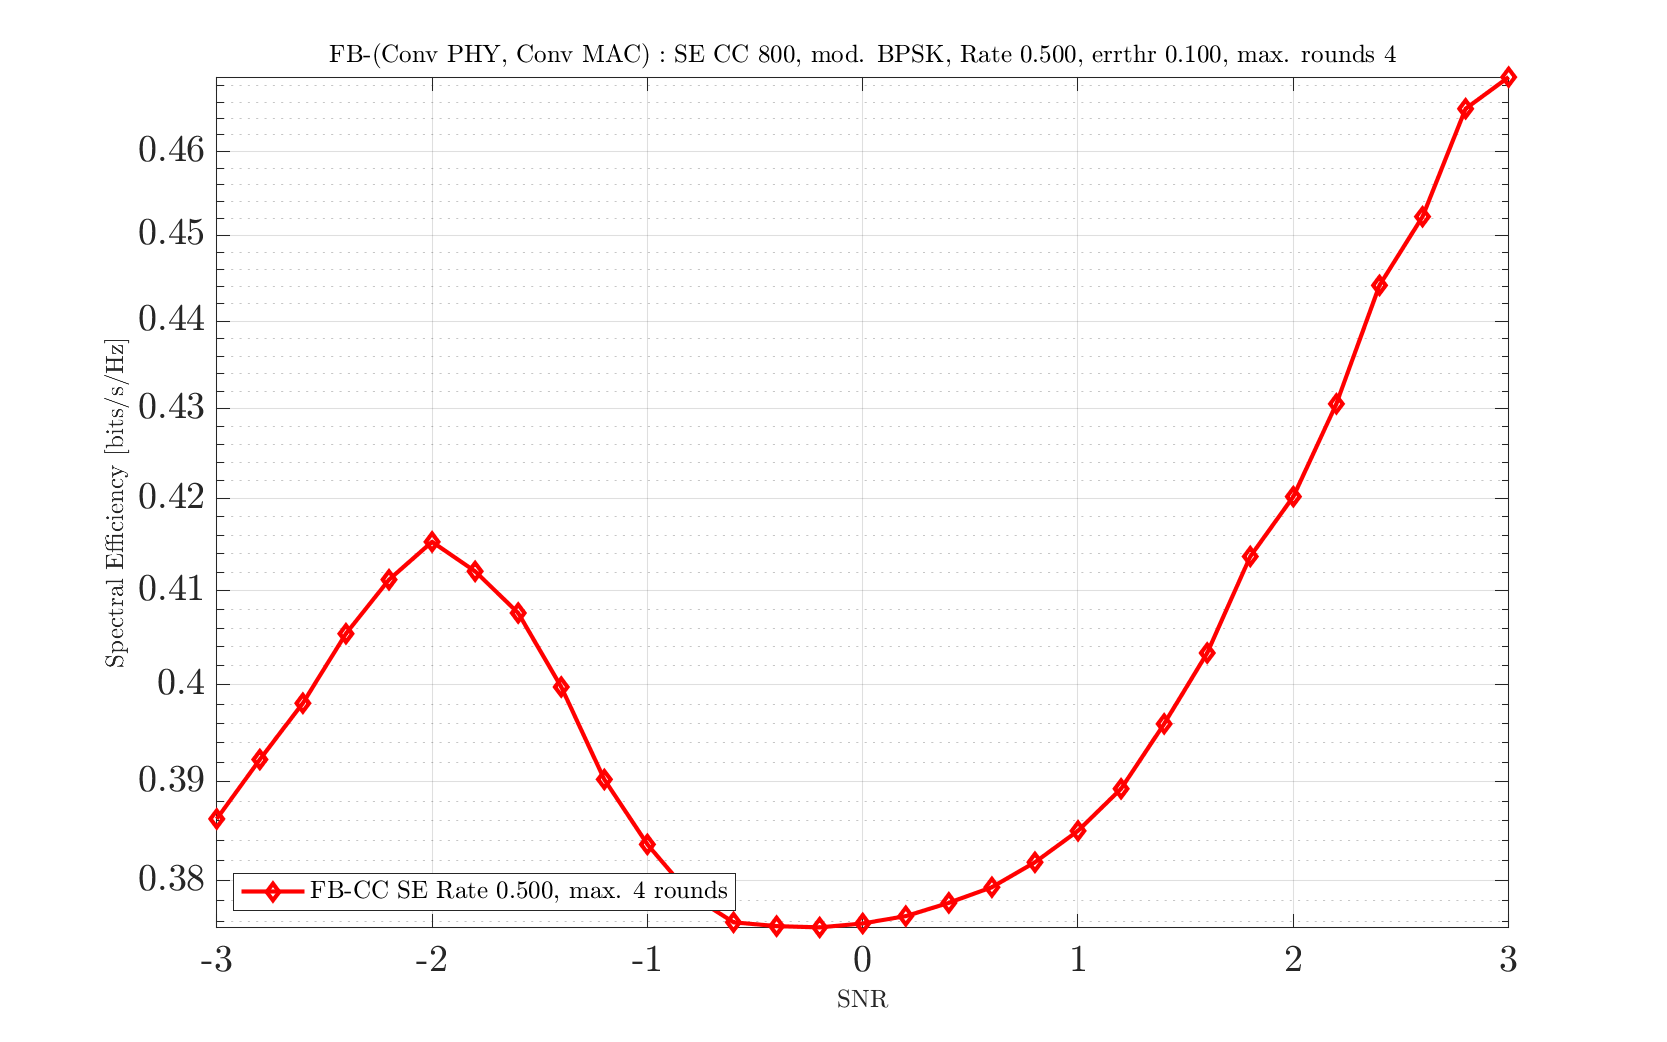 FB-(Conv PHY, Conv MAC) : SE CC 800, mod. BPSK, Rate 0.500, errthr 0.100, max. rounds 4
0.46
0.45
0.44
0.43
0.42
0.41
0.4
0.39
0.38
Spectral Efficiency [bits/s/Hz]
FB-CC SE Rate 0.500, max. 4 rounds
-3 -2 -1 0 1 2 3
SNR